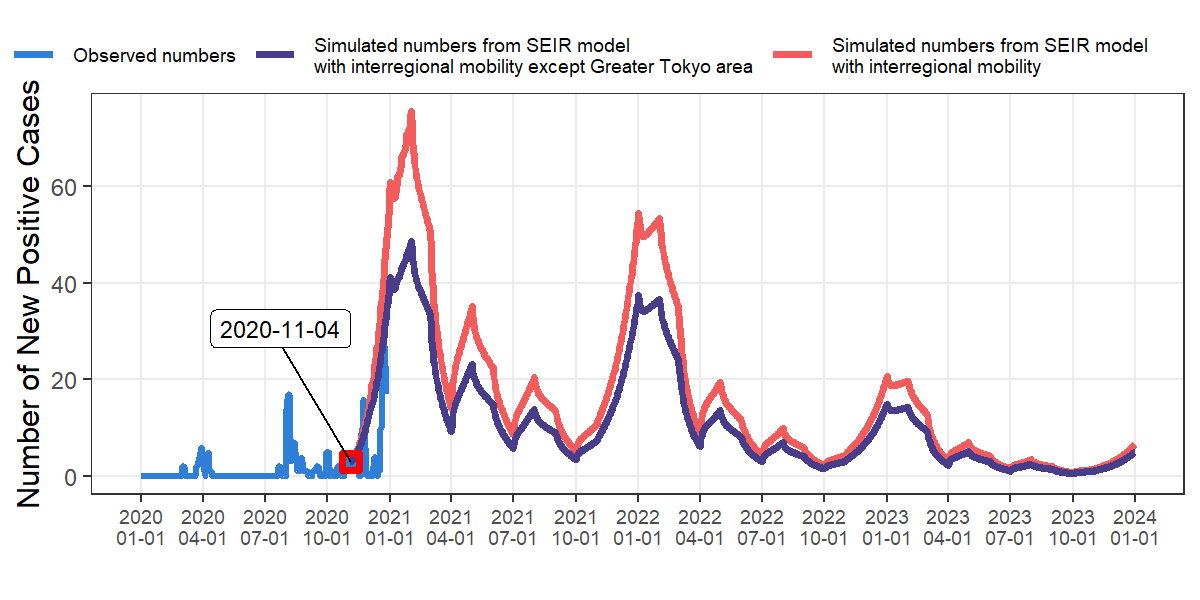 Observed numbers
Simulated numbers from SEIR model
with interregional mobility except Greater Tokyo area
Simulated numbers from SEIR model
with interregional mobility
Number of New Positive Cases
60
40
20
0
2020-11-04
2020 2020 2020 2020 2021 2021 2021 2021 2022 2022 2022 2022 2023 2023 2023 2023 2024
01-01 04-01 07-01 10-01 01-01 04-01 07-01 10-01 01-01 04-01 07-01 10-01 01-01 04-01 07-01 10-01 01-01